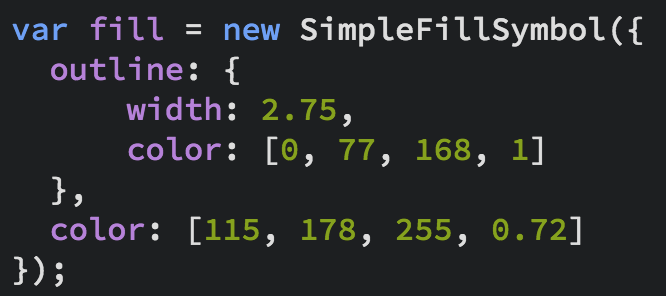 var fill = new SimpleFillSymbol({
  outline: {
      width: 2.75,
      color: [0, 77, 168, 1]
  },
  color: [115, 178, 255, 0.72]
});